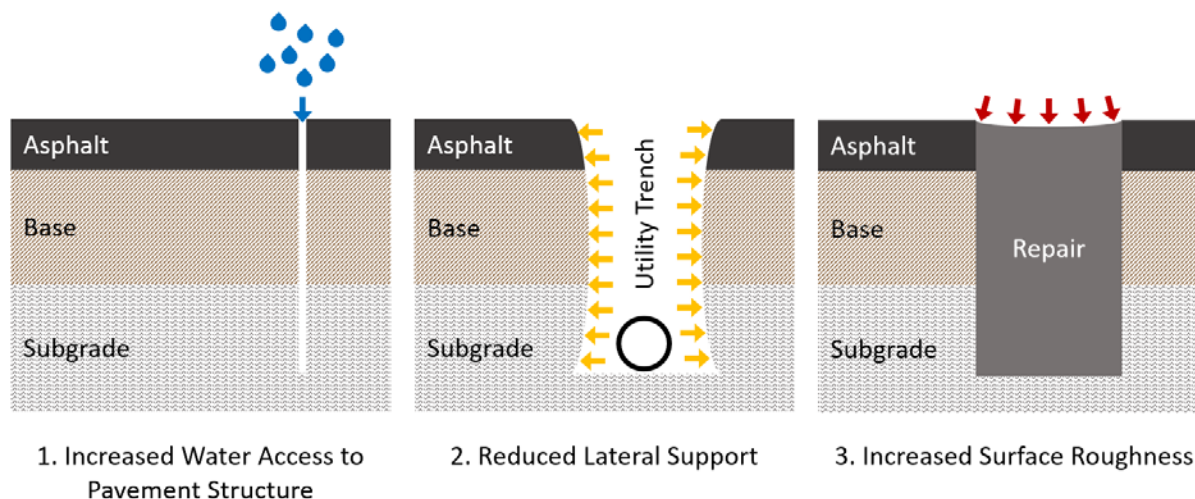 Asphalt
Base
Subgrade
1. Increased Water Access to
Pavement Structure
Asphalt
Base
Subgrade
Utility Trench
2. Reduced Lateral Support
Asphalt
Base
Subgrade
Repair
3. Increased Surface Roughness